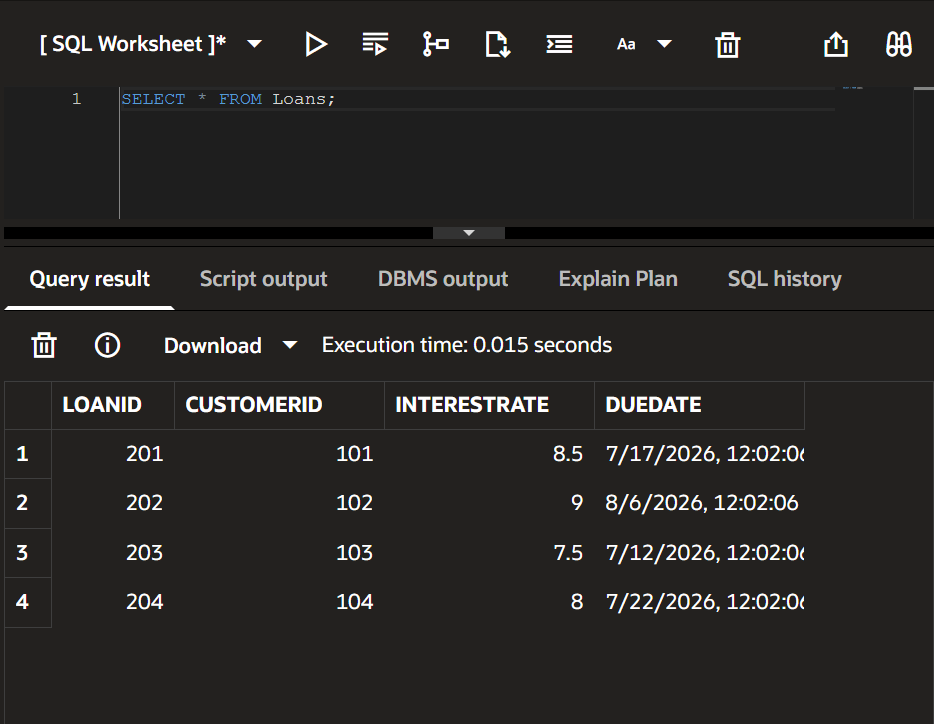 [ SQL Worksheet ]* Aa
1 SELECT * FROM Loans;
Query result Script output DBMS output Explain Plan SQL history
Download Execution time: 0.015 seconds
LOANID CUSTOMERID INTERESTRATE DUEDATE
1 201 101 8.5 7/17/2026, 12:02:06
2 202 102 9 8/6/2026, 12:02:06
3 203 103 7.5 7/12/2026, 12:02:06
4 204 104 8 7/22/2026, 12:02:06